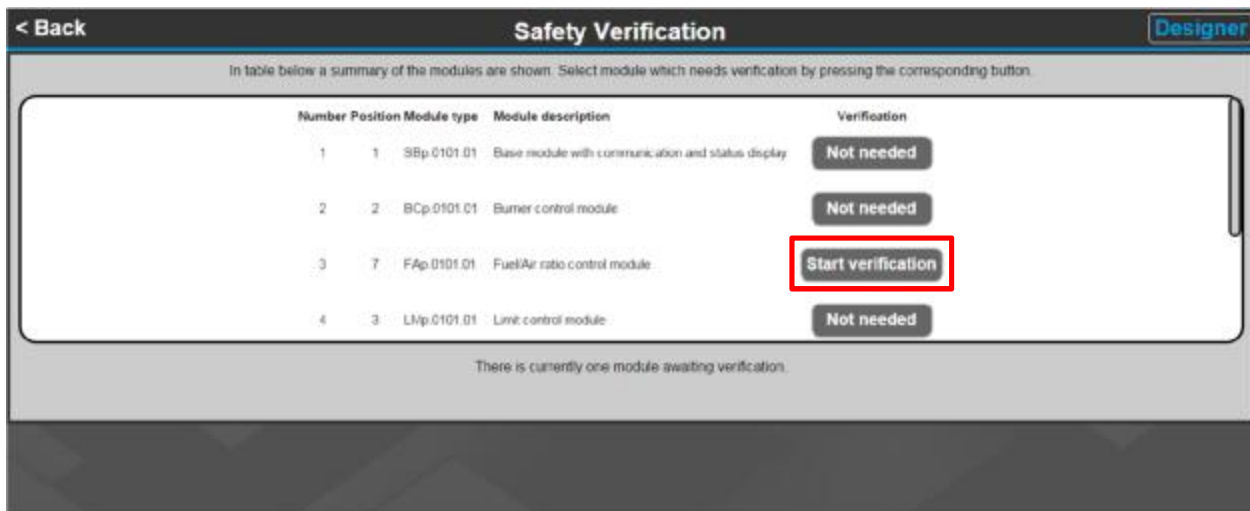 < Back Safety Verification Designer
In table below a summary of the modules are shown. Select module which needs verification by pressing the corresponding button.
Number Position Module type Module description Verification
1 1 SBp.0101.01 Base module with communication and status display Not needed
2 2 BCp.0101.01 Burner control module Not needed
3 7 FAp.0101.01 Fuel/Air ratio control module Start verification
4 3 LMp.0101.01 Limit control module Not needed
There is currently one module awaiting verification.